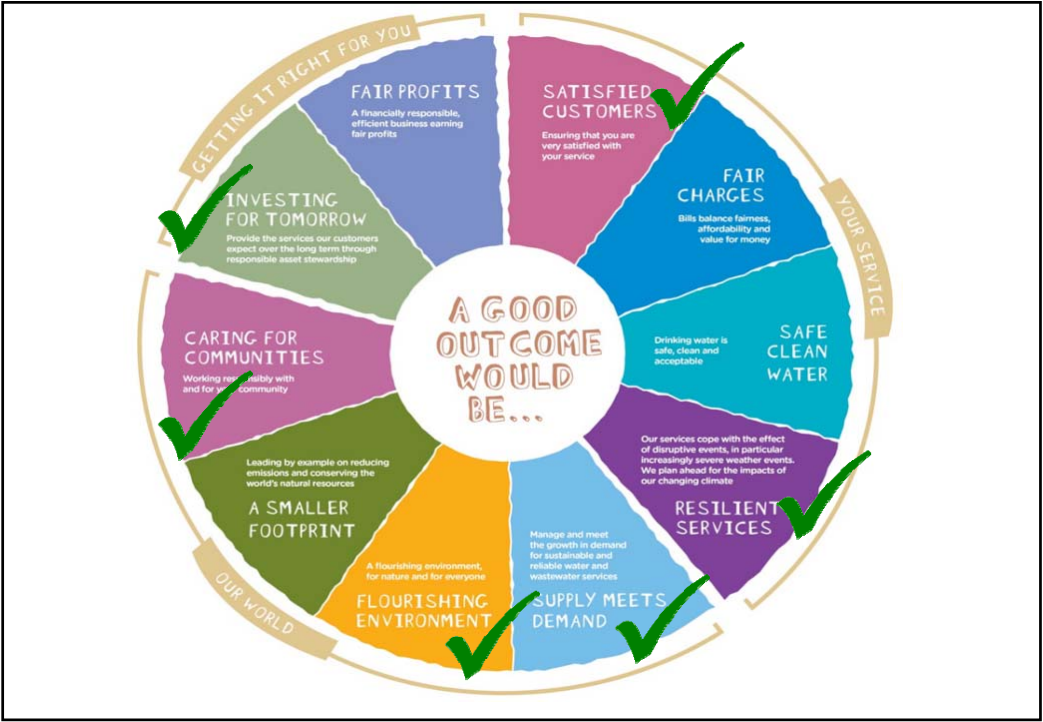 GETTING IT RIGHT FOR YOU
FAIR PROFITS
A financially responsible,
efficient business earning
fair profits
SATISFIED
CUSTOMERS
Ensuring that you are
very satisfied with
your service
FAIR
CHARGES
Bills balance fairness,
affordability and
value for money
YOUR SERVICE
SAFE
CLEAN
WATER
Drinking water is
safe, clean and
acceptable
Our services cope with the effect
of disruptive events, in particular
increasingly severe weather events.
We plan ahead for the impacts of
our changing climate
RESILIENT
SERVICES
Manage and meet
the growth in demand
for sustainable and
reliable water and
wastewater services
SUPPLY MEETS
DEMAND
A flourishing environment,
for nature and for everyone
FLOURISHING
ENVIRONMENT
OUR WORLD
Leading by example on reducing
emissions and conserving the
world's natural resources
A SMALLER
FOOTPRINT
CARING FOR
COMMUNITIES
Working responsibly with
and for your community
INVESTING
FOR TOMORROW
Provide the services our customers
expect over the long term through
responsible asset stewardship
A GOOD
OUTCOME
WOULD
BE...